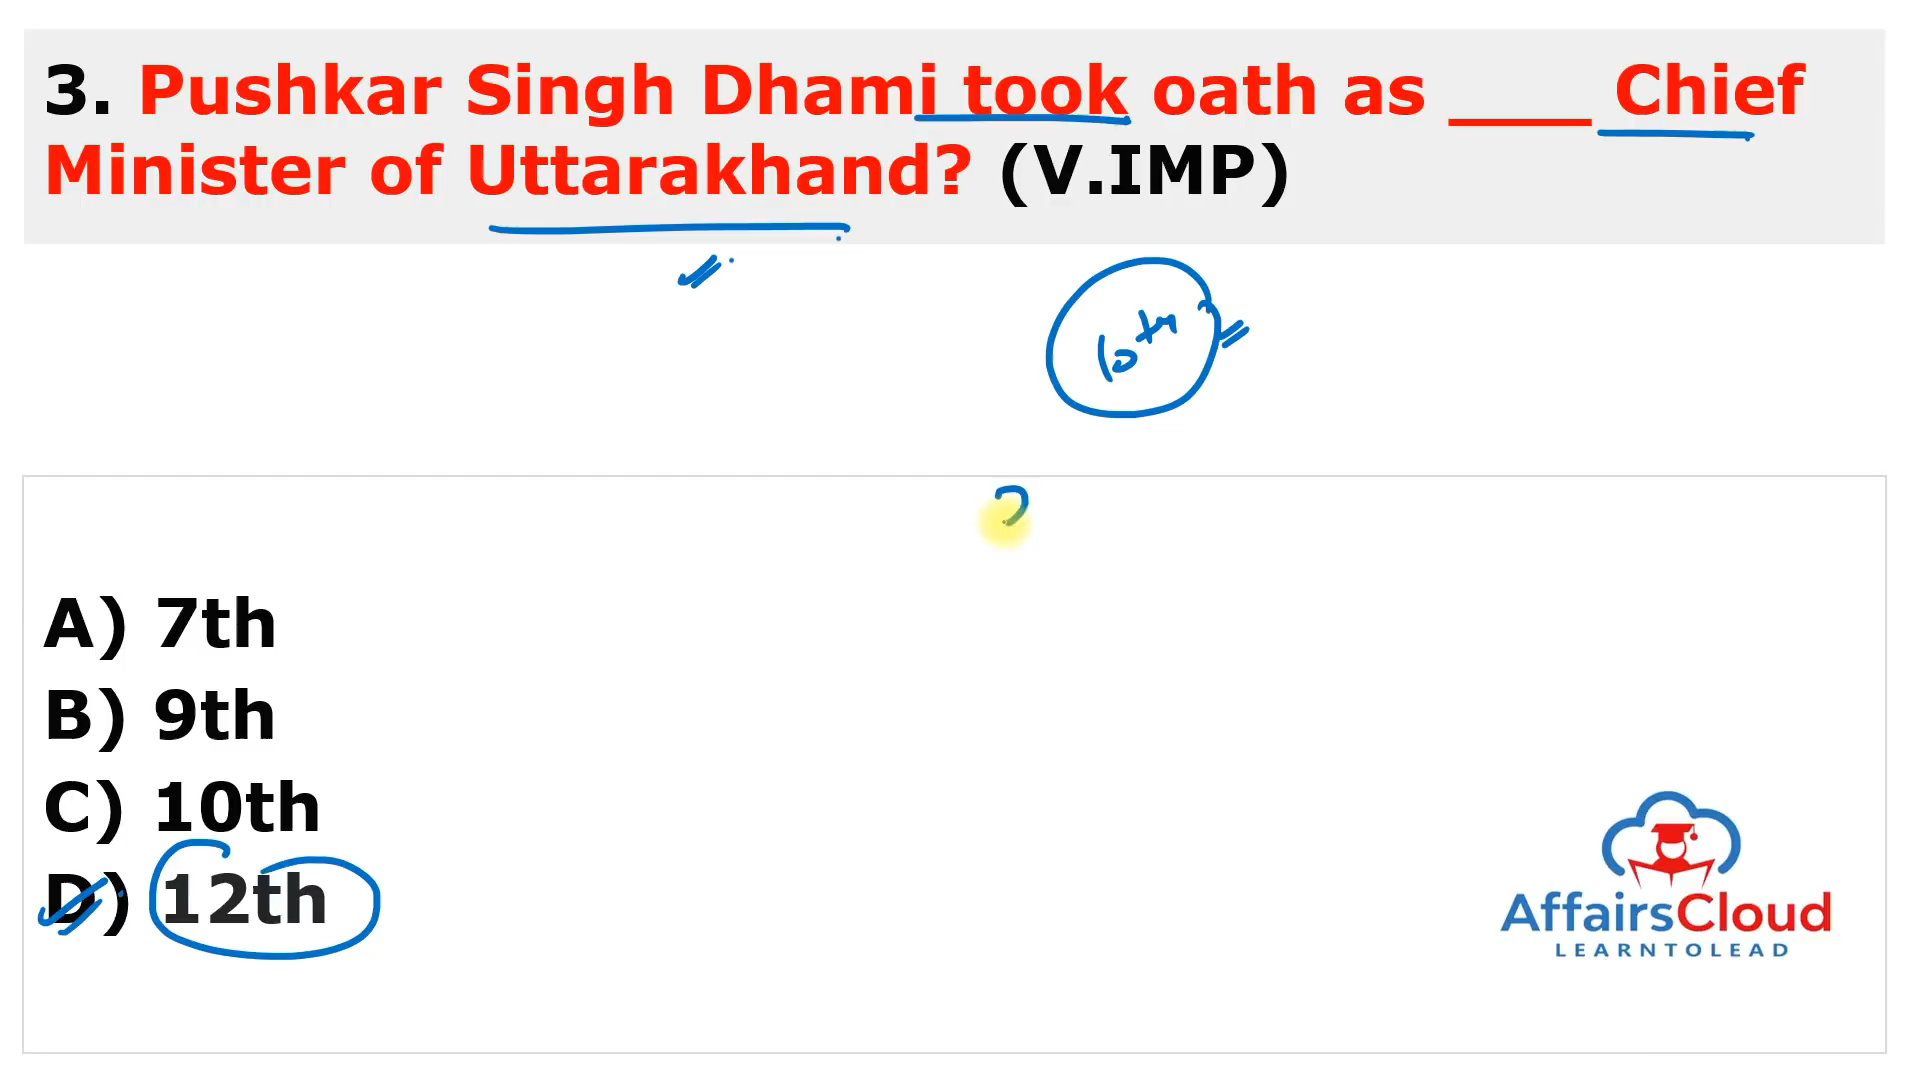 3. Pushkar Singh Dhami took oath as ____ Chief
Minister of Uttarakhand? (V.IMP)
10th
A) 7th
B) 9th
C) 10th
D) 12th
AffairsCloud
LEARNTOLEAD